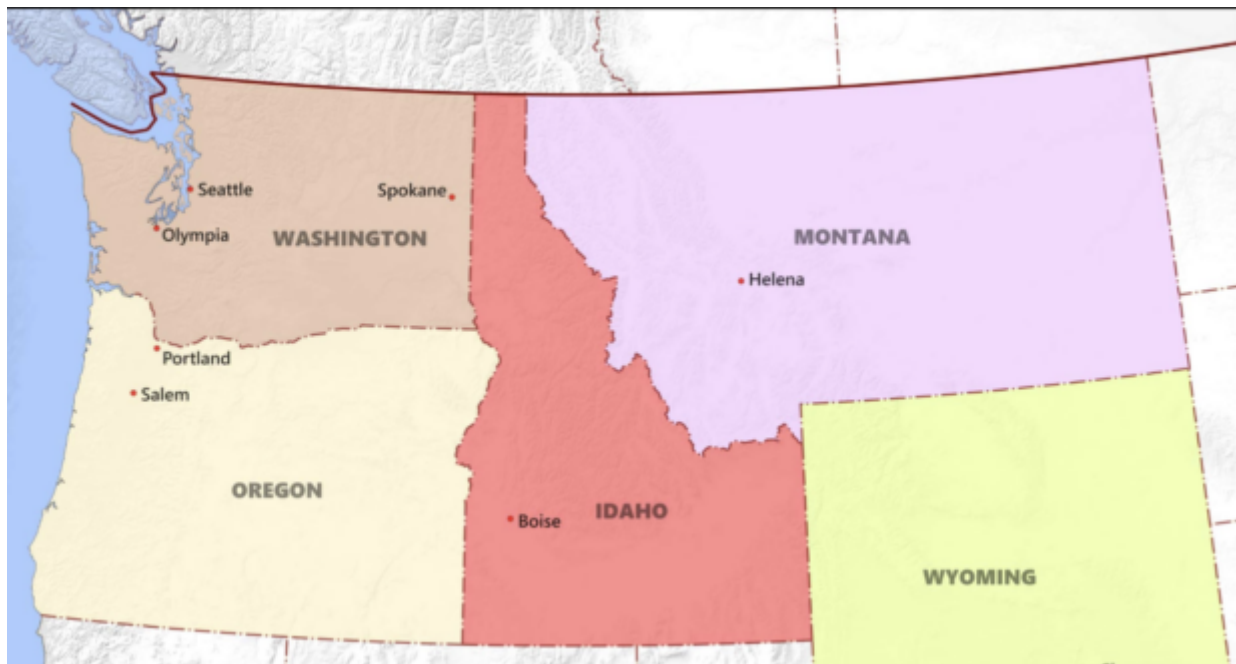 Seattle
Spokane
Olympia
WASHINGTON
MONTANA
Helena
Portland
Salem
OREGON
Boise
IDAHO
WYOMING